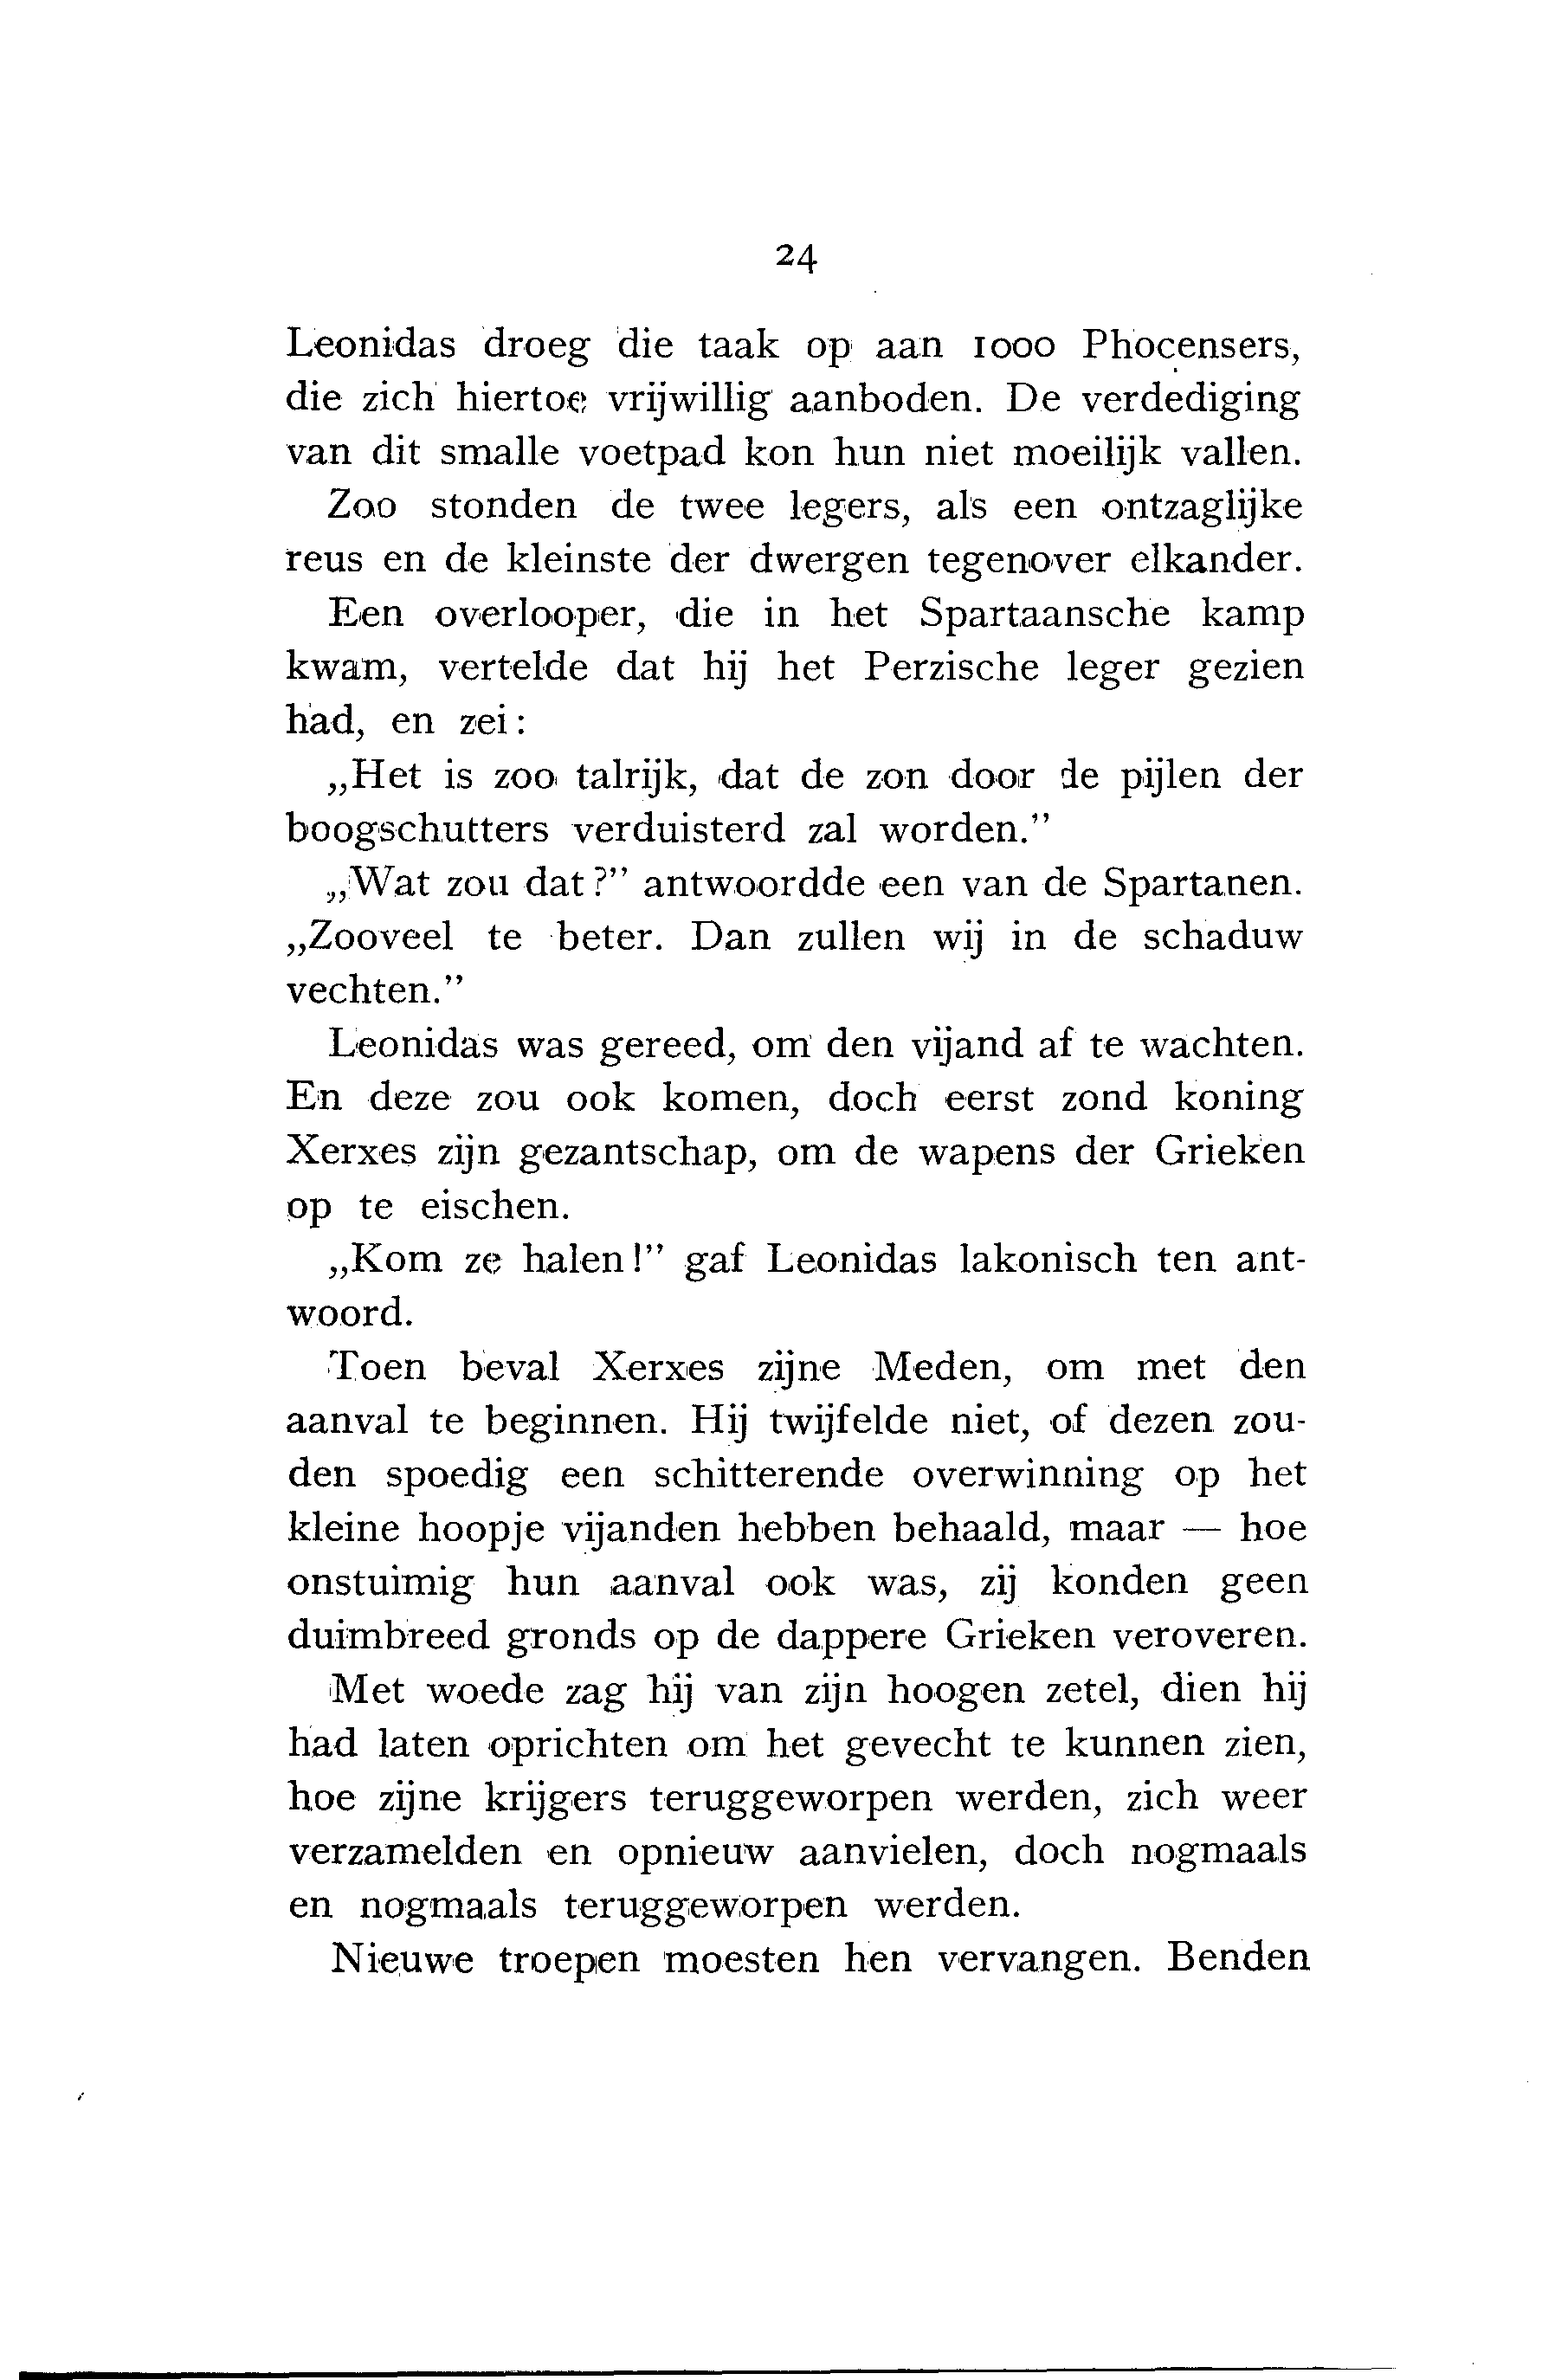 24
Leonidas droeg die taak op aan 1000 Phocensers,
die zich hiertoe vrijwillig aanboden. De verdediging
van dit smalle voetpad kon hun niet moeilijk vallen.
Zoo stonden de twee legers, als een ontzaglijke
reus en de kleinste der dwergen tegenover elkander.
Een overlooper, die in het Spartaansche kamp
kwam, vertelde dat hij het Perzische leger gezien
had, en zei:
„Het is zoo talrijk, dat de zon door de pijlen der
boogschutters verduisterd zal worden.”
„Wat zou dat?” antwoordde een van de Spartanen.
„Zooveel te beter. Dan zullen wij in de schaduw
vechten.”
Leonidas was gereed, om den vijand af te wachten.
En deze zou ook komen, doch eerst zond koning
Xerxes zijn gezantschap, om de wapens der Grieken
op te eischen.
„Kom ze halen!” gaf Leonidas lakonisch ten ant-
woord.
Toen beval Xerxes zijne Meden, om met den
aanval te beginnen. Hij twijfelde niet, of dezen zou-
den spoedig een schitterende overwinning op het
kleine hoopje vijanden hebben behaald, maar — hoe
onstuimig hun aanval ook was, zij konden geen
duimbreed gronds op de dappere Grieken veroveren.
Met woede zag hij van zijn hoogen zetel, dien hij
had laten oprichten om het gevecht te kunnen zien,
hoe zijne krijgers teruggeworpen werden, zich weer
verzamelden en opnieuw aanvielen, doch nogmaals
en nogmaals teruggeworpen werden.
Nieuwe troepen moesten hen vervangen. Benden